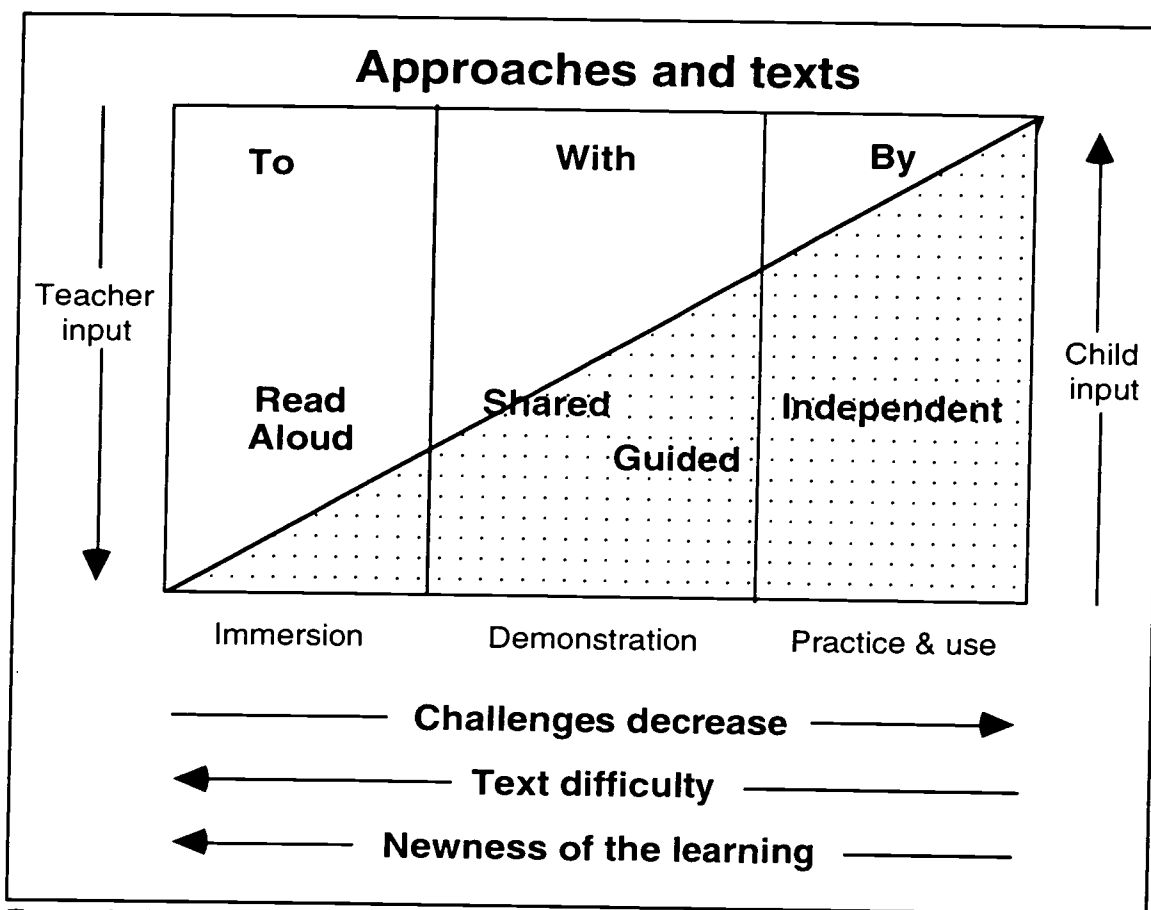 Approaches and texts
To
With
By
Teacher
input
Child
input
Read
Aloud
Shared
Guided
Independent
Immersion
Demonstration
Practice & use
Challenges decrease
Text difficulty
Newness of the learning